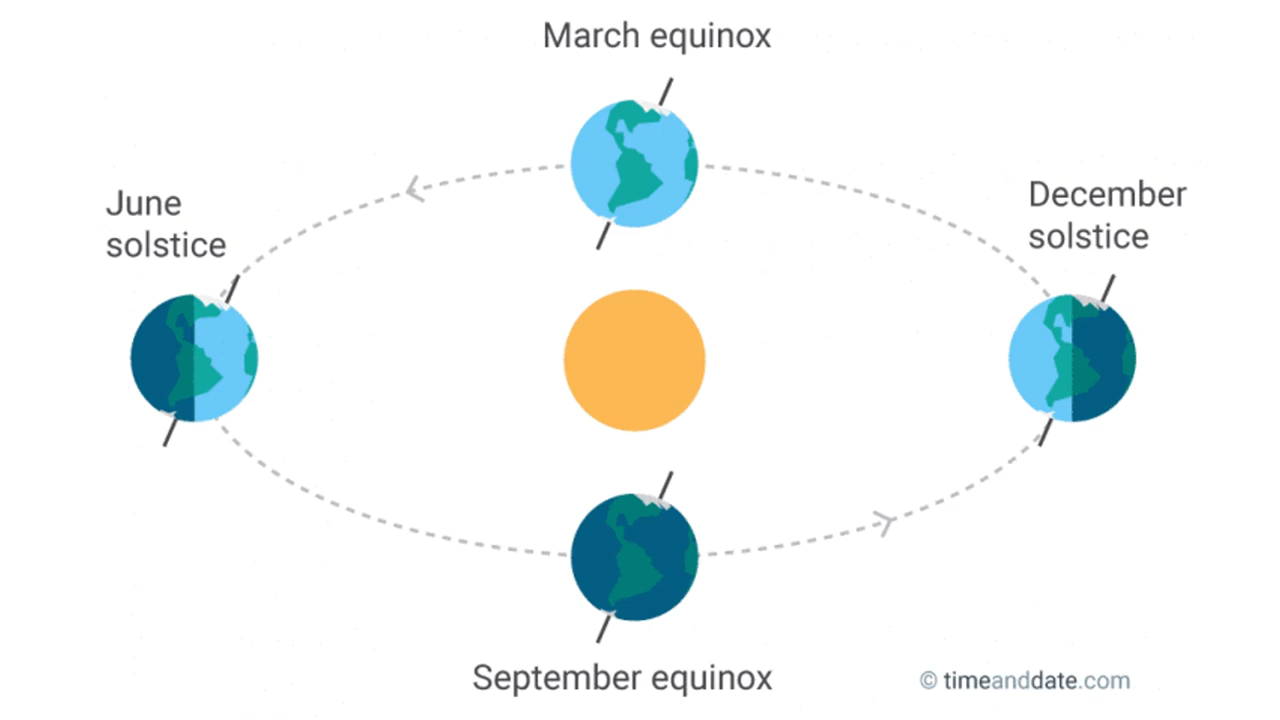 March equinox
June
solstice
December
solstice
September equinox
© timeanddate.com